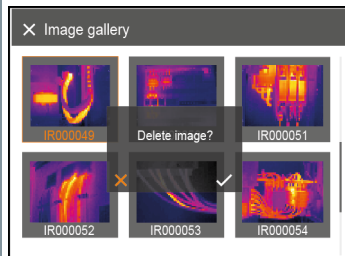 Image gallery
IR000049
Delete image?
IR000051
IR000052
IR000053
IR000054